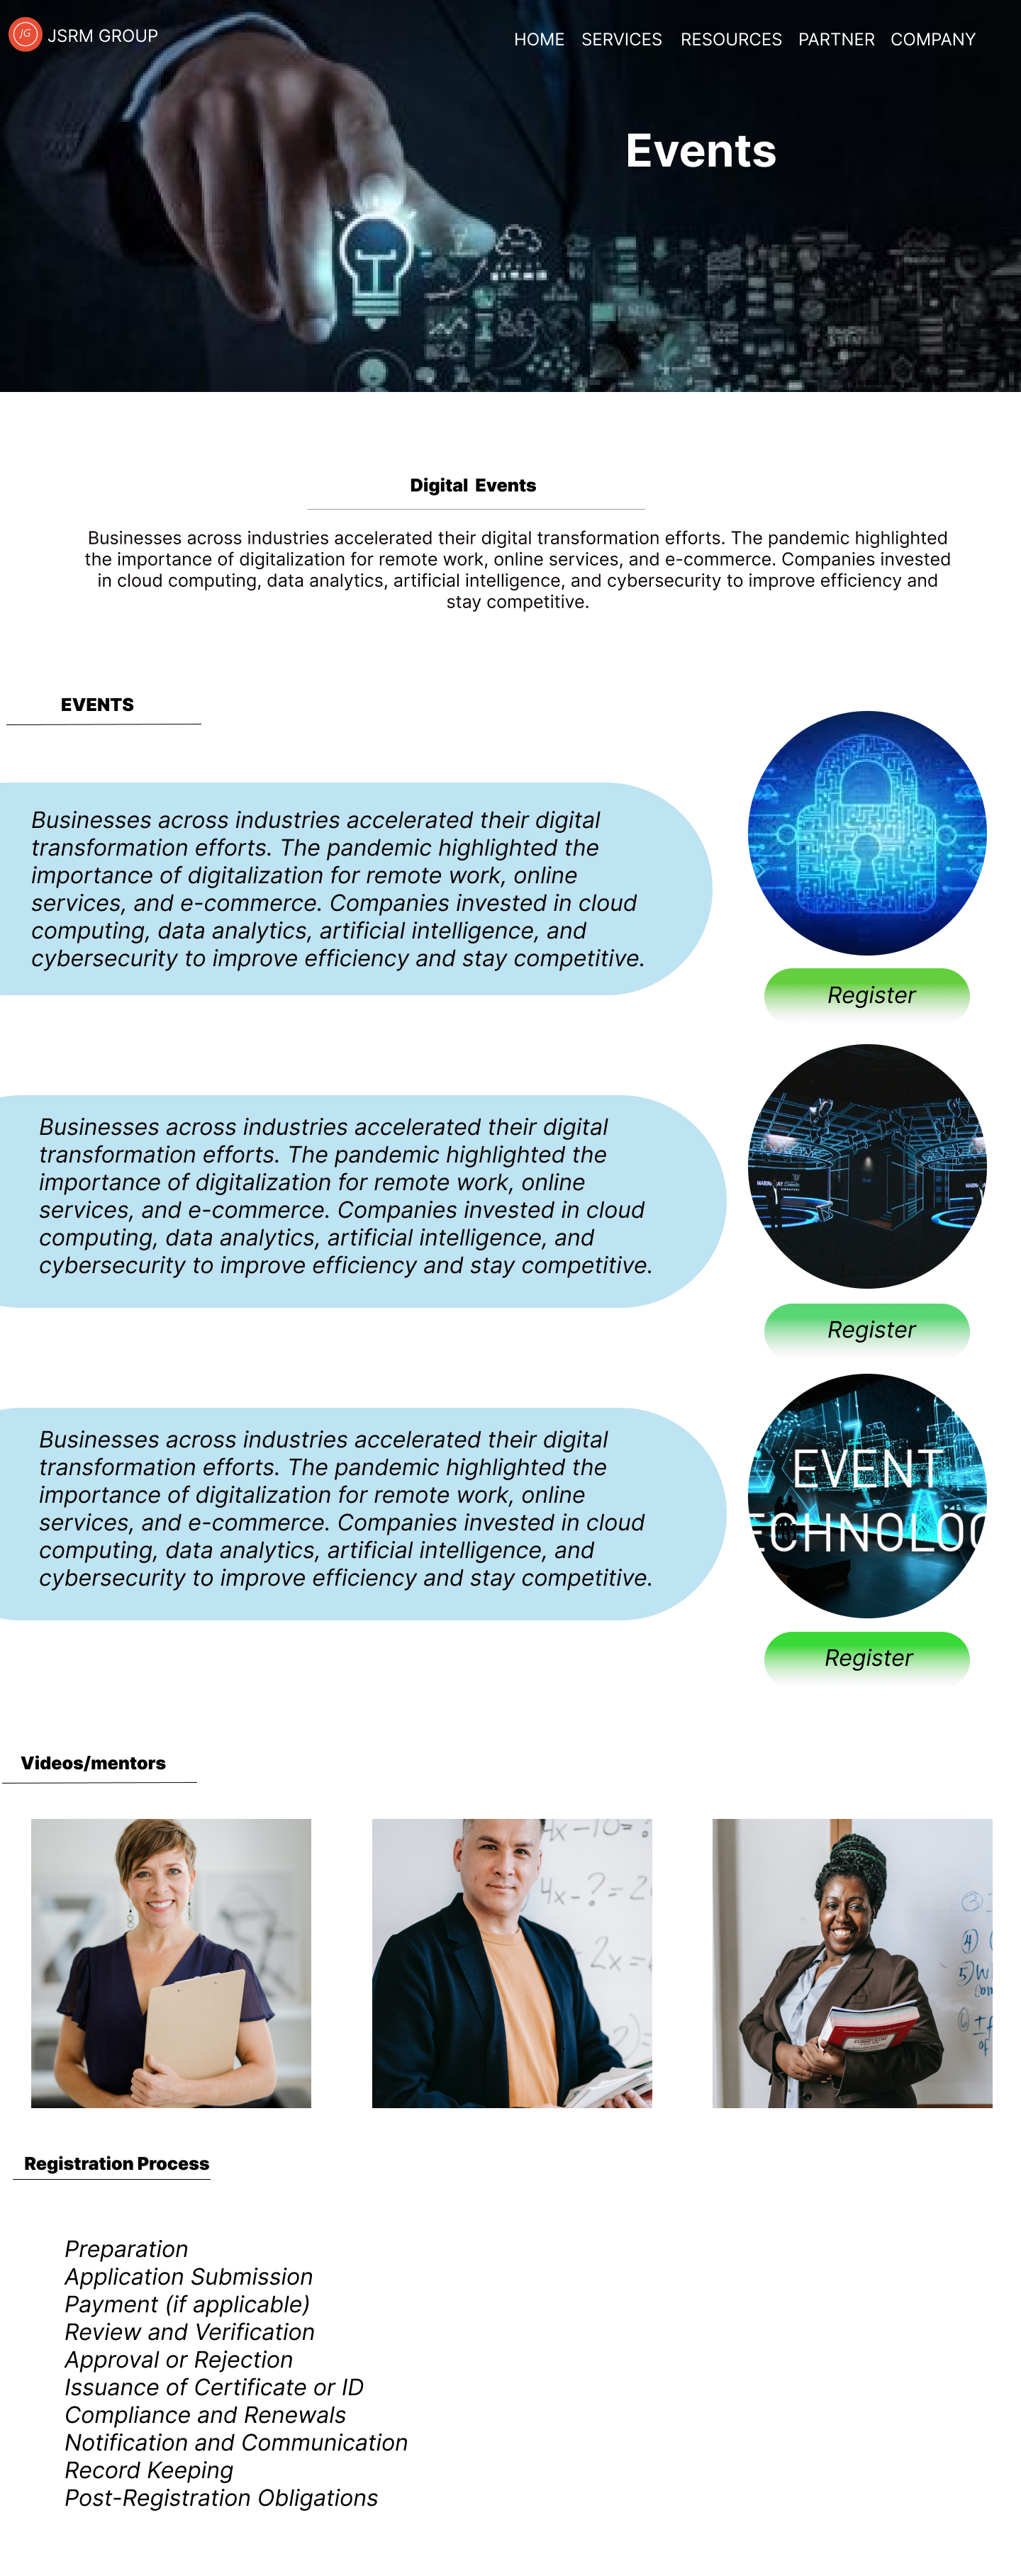 JG JSRM GROUP
HOME SERVICES RESOURCES PARTNER COMPANY
Events
Digital Events
Businesses across industries accelerated their digital transformation efforts. The pandemic highlighted
the importance of digitalization for remote work, online services, and e-commerce. Companies invested
in cloud computing, data analytics, artificial intelligence, and cybersecurity to improve efficiency and
stay competitive.
EVENTS
Businesses across industries accelerated their digital
transformation efforts. The pandemic highlighted the
importance of digitalization for remote work, online
services, and e-commerce. Companies invested in cloud
computing, data analytics, artificial intelligence, and
cybersecurity to improve efficiency and stay competitive.
Register
Businesses across industries accelerated their digital
transformation efforts. The pandemic highlighted the
importance of digitalization for remote work, online
services, and e-commerce. Companies invested in cloud
computing, data analytics, artificial intelligence, and
cybersecurity to improve efficiency and stay competitive.
Register
Businesses across industries accelerated their digital
transformation efforts. The pandemic highlighted the
importance of digitalization for remote work, online
services, and e-commerce. Companies invested in cloud
computing, data analytics, artificial intelligence, and
cybersecurity to improve efficiency and stay competitive.
EVENT
ECHNOLOG
Register
Videos/mentors
4x-10=
4x-?=2
2x=
3
4)
5)W
6)
of
Registration Process
Preparation
Application Submission
Payment (if applicable)
Review and Verification
Approval or Rejection
Issuance of Certificate or ID
Compliance and Renewals
Notification and Communication
Record Keeping
Post-Registration Obligations